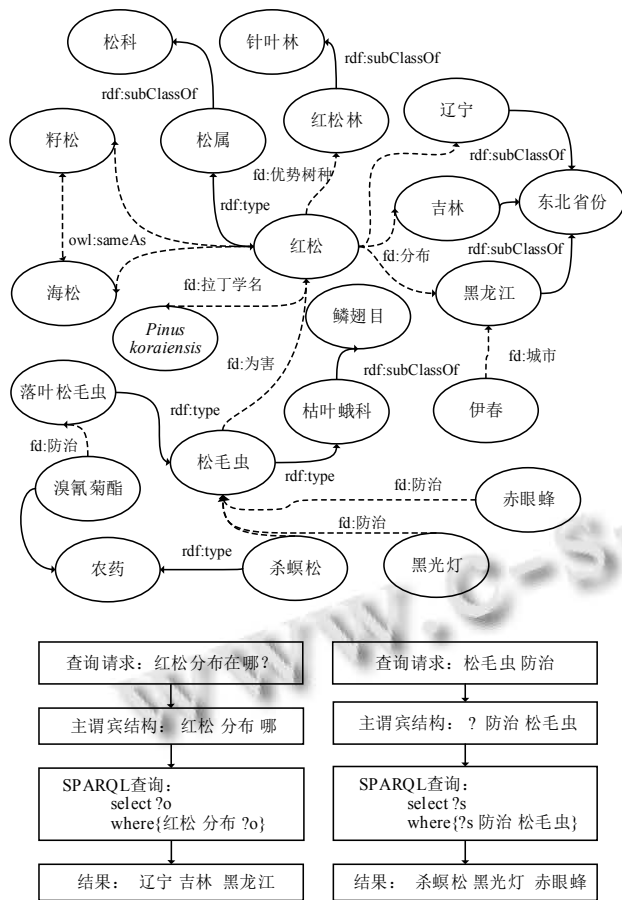 松科
针叶林
rdf:subClassOf
rdf:subClassOf
辽宁
籽松
松属
红松林
rdf:subClassOf
fd:优势树种
吉林
东北省份
rdf:type
owl:sameAs
红松
fd:分布
rdf:subClassOf
海松
fd:拉丁学名
黑龙江
Pinus
koraiensis
鳞翅目
fd:为害
rdf:subClassOf
fd:城市
落叶松毛虫
rdf:type
枯叶蛾科
伊春
fd:防治
松毛虫
rdf:type
溴氰菊酯
fd:防治
赤眼蜂
fd:防治
农药
rdf:type
杀螟松
黑光灯
www.c-s
查询请求：红松分布在哪？
主谓宾结构： 红松 分布 哪
SPARQL查询：
select ?o
where{红松 分布 ?o}
结果： 辽宁 吉林 黑龙江
查询请求：松毛虫 防治
主谓宾结构：? 防治 松毛虫
SPARQL查询：
select ?s
where{?s 防治 松毛虫}
结果： 杀螟松 黑光灯 赤眼蜂